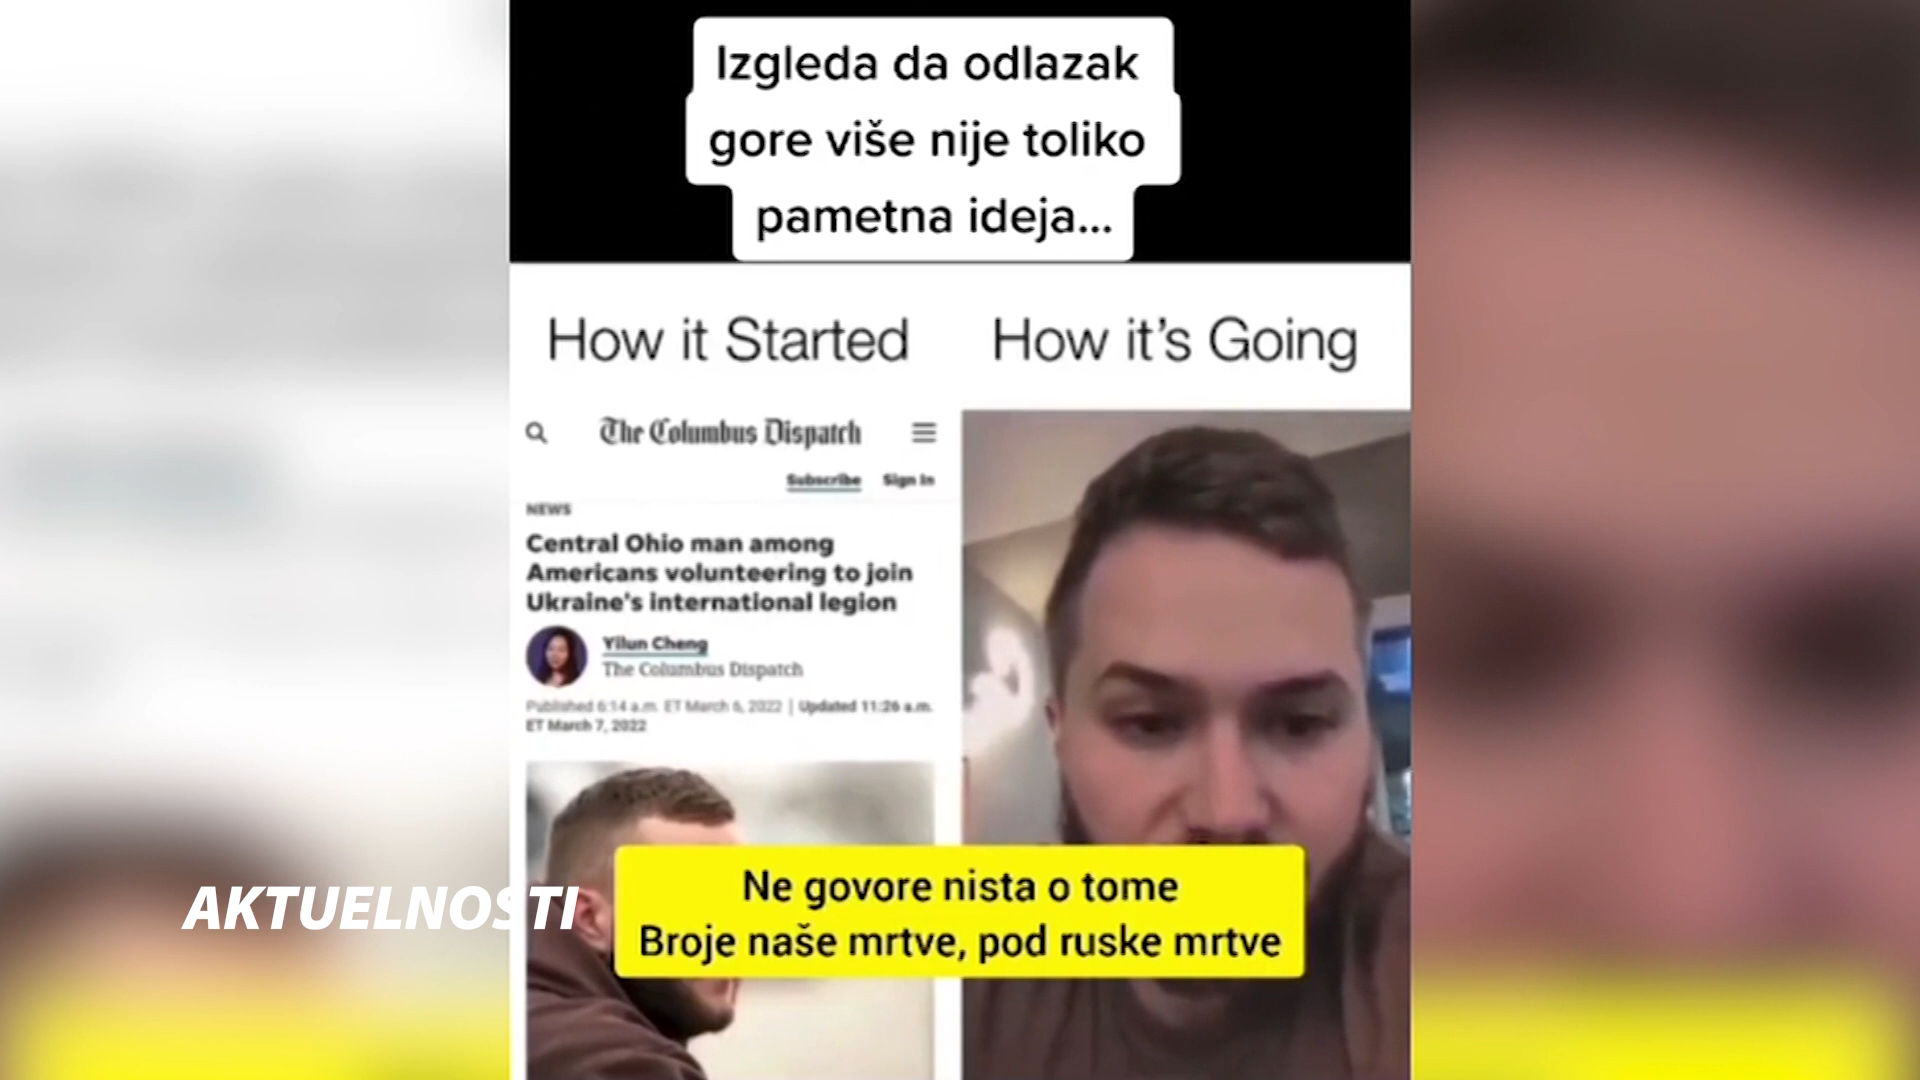 Izgleda da odlazak
gore više nije toliko
pametna ideja...
How it Started
How it's Going
The Columbus Dispatch
Subscribe Sign In
NEWS
Central Ohio man among
Americans volunteering to join
Ukraine's international legion
Yilun Cheng
The Columbus Dispatch
Published 6:14 a.m. ET March 6, 2022 | Updated 11:26 a.m.
ET March 7, 2022
AKTUELNOSTI
Ne govore nista o tome
Broje naše mrtve, pod ruske mrtve